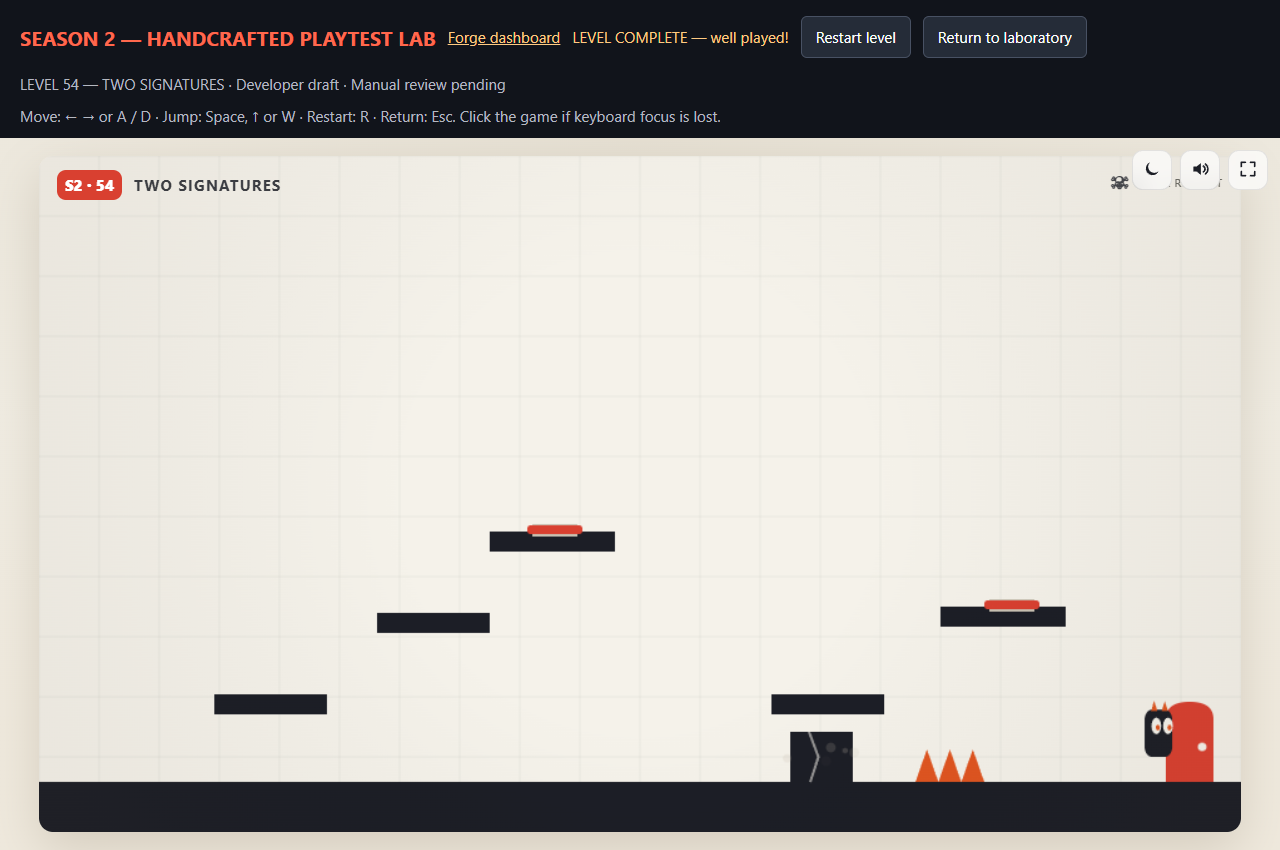 SEASON 2 — HANDCRAFTED PLAYTEST LAB Forge dashboard LEVEL COMPLETE — well played! Restart level Return to laboratory
LEVEL 54 — TWO SIGNATURES · Developer draft · Manual review pending
Move: ← → or A / D · Jump: Space, ↑ or W · Restart: R · Return: Esc. Click the game if keyboard focus is lost.
S2 · 54 TWO SIGNATURES